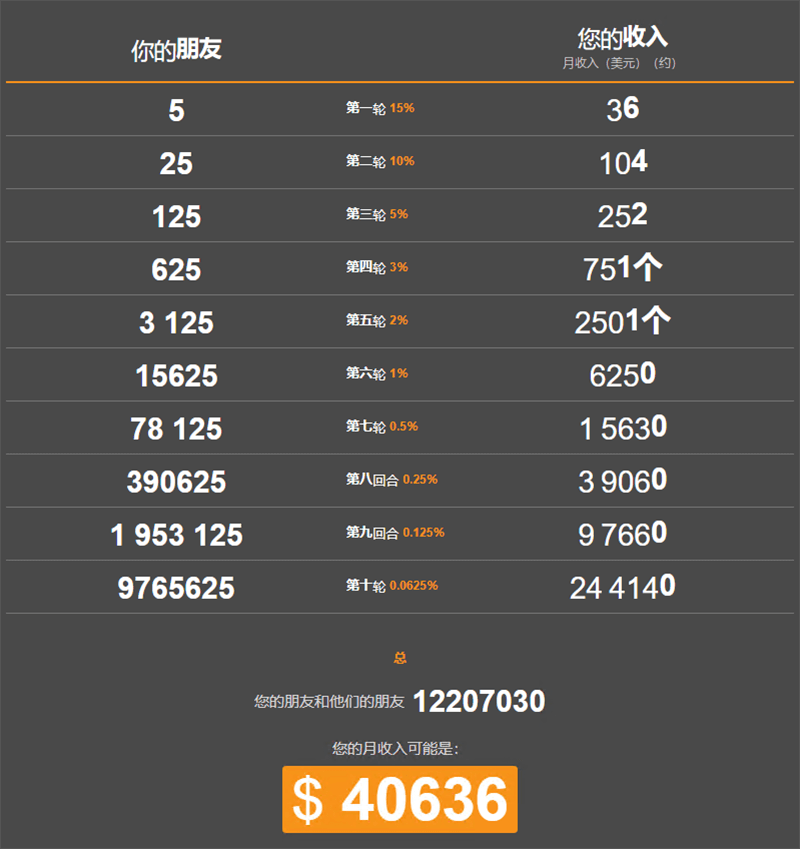 你的朋友 您的收入
月收入（美元）（约）
5 第一轮 15% 36
25 第二轮 10% 104
125 第三轮 5% 252
625 第四轮 3% 751个
3 125 第五轮 2% 2501个
15625 第六轮 1% 6250
78 125 第七轮 0.5% 1 5630
390625 第八回合 0.25% 3 9060
1 953 125 第九回合 0.125% 9 7660
9765625 第十轮 0.0625% 24 4140
总
您的朋友和他们的朋友 12207030
您的月收入可能是：
$ 40636